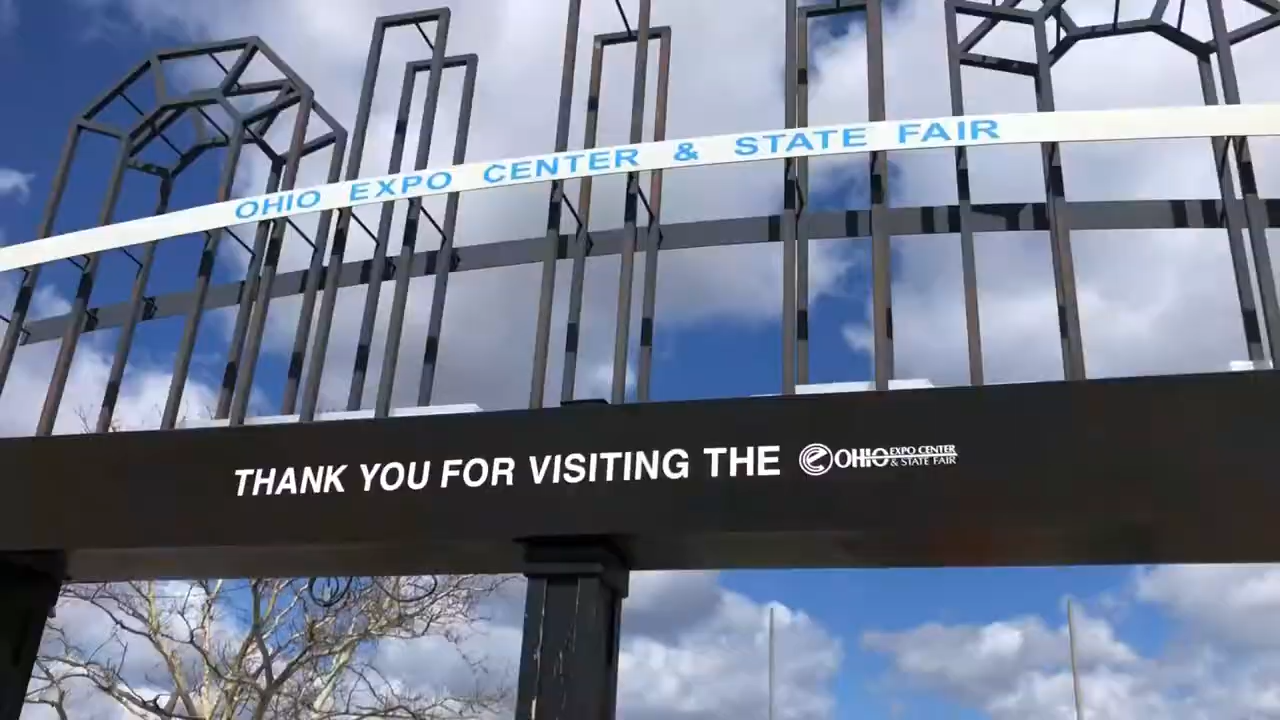 OHIO EXPO CENTER & STATE FAIR
THANK YOU FOR VISITING THE OHIO EXPO CENTER & STATE FAIR